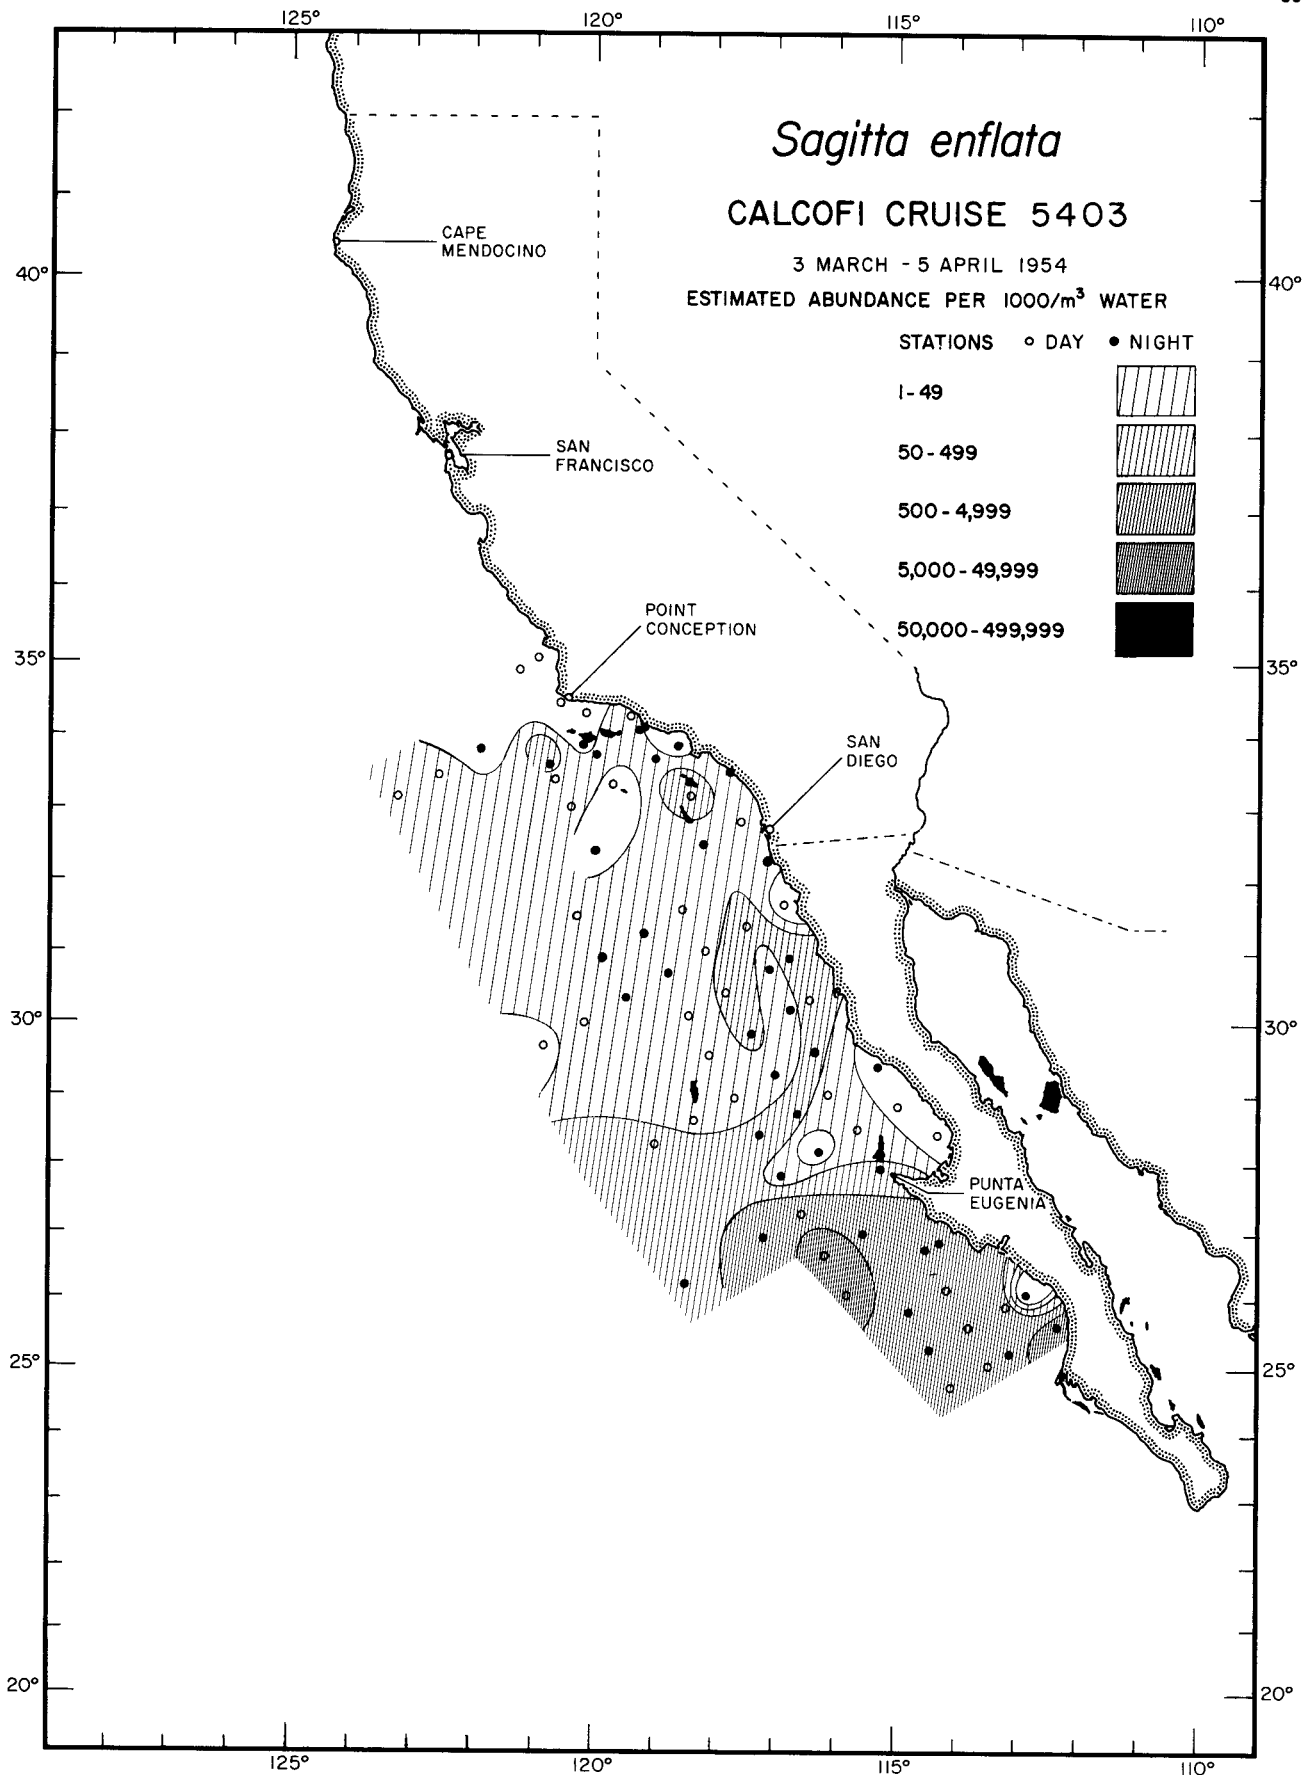 125°
120°
115°
110°
Sagitta enflata
CALCOFI CRUISE 5403
3 MARCH - 5 APRIL 1954
ESTIMATED ABUNDANCE PER 1000/m³ WATER
STATIONS ○ DAY ● NIGHT
1-49
50-499
500-4,999
5,000-49,999
50,000-499,999
CAPE
MENDOCINO
40°
40°
SAN
FRANCISCO
POINT
CONCEPTION
35°
35°
SAN
DIEGO
30°
30°
PUNTA
EUGENIA
25°
25°
20°
20°
125°
120°
115°
110°